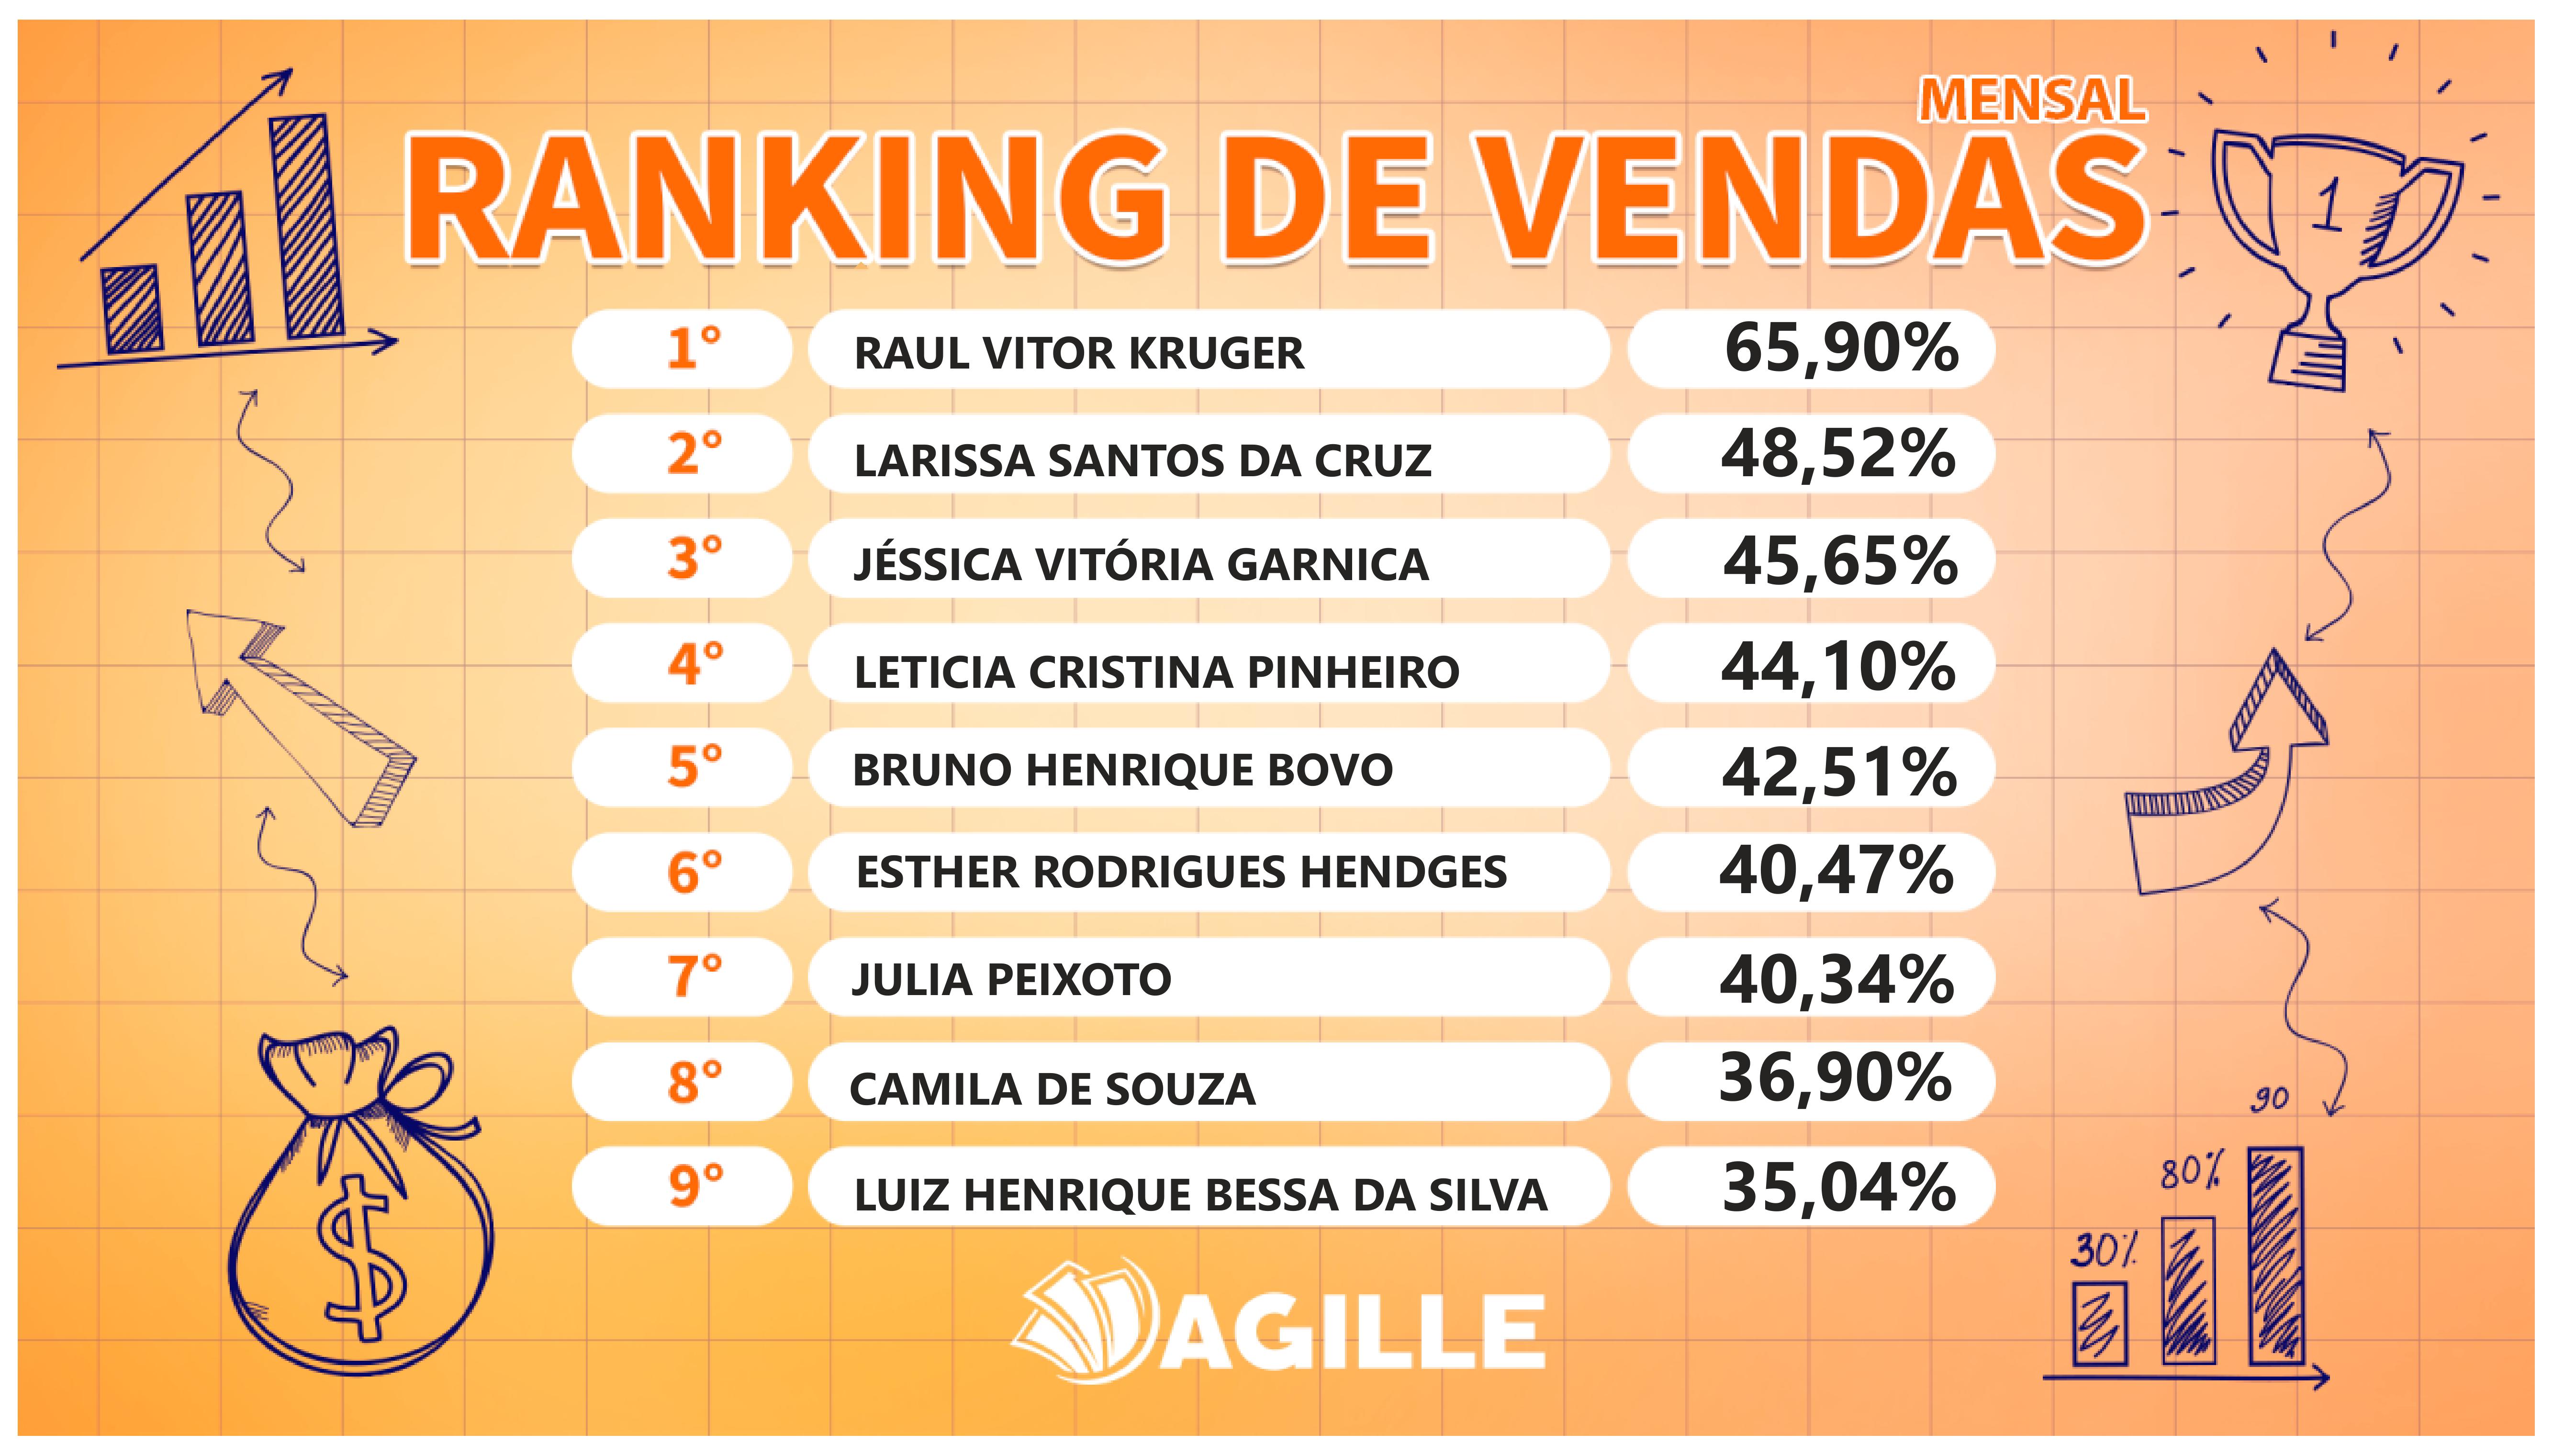 MENSAL
RANKING DE VENDAS
1
1° RAUL VITOR KRUGER 65,90%
2° LARISSA SANTOS DA CRUZ 48,52%
3° JÉSSICA VITÓRIA GARNICA 45,65%
4° LETICIA CRISTINA PINHEIRO 44,10%
5° BRUNO HENRIQUE BOVO 42,51%
6° ESTHER RODRIGUES HENDGES 40,47%
7° JULIA PEIXOTO 40,34%
8° CAMILA DE SOUZA 36,90%
9° LUIZ HENRIQUE BESSA DA SILVA 35,04%
90
80%
30%
$
AGILLE